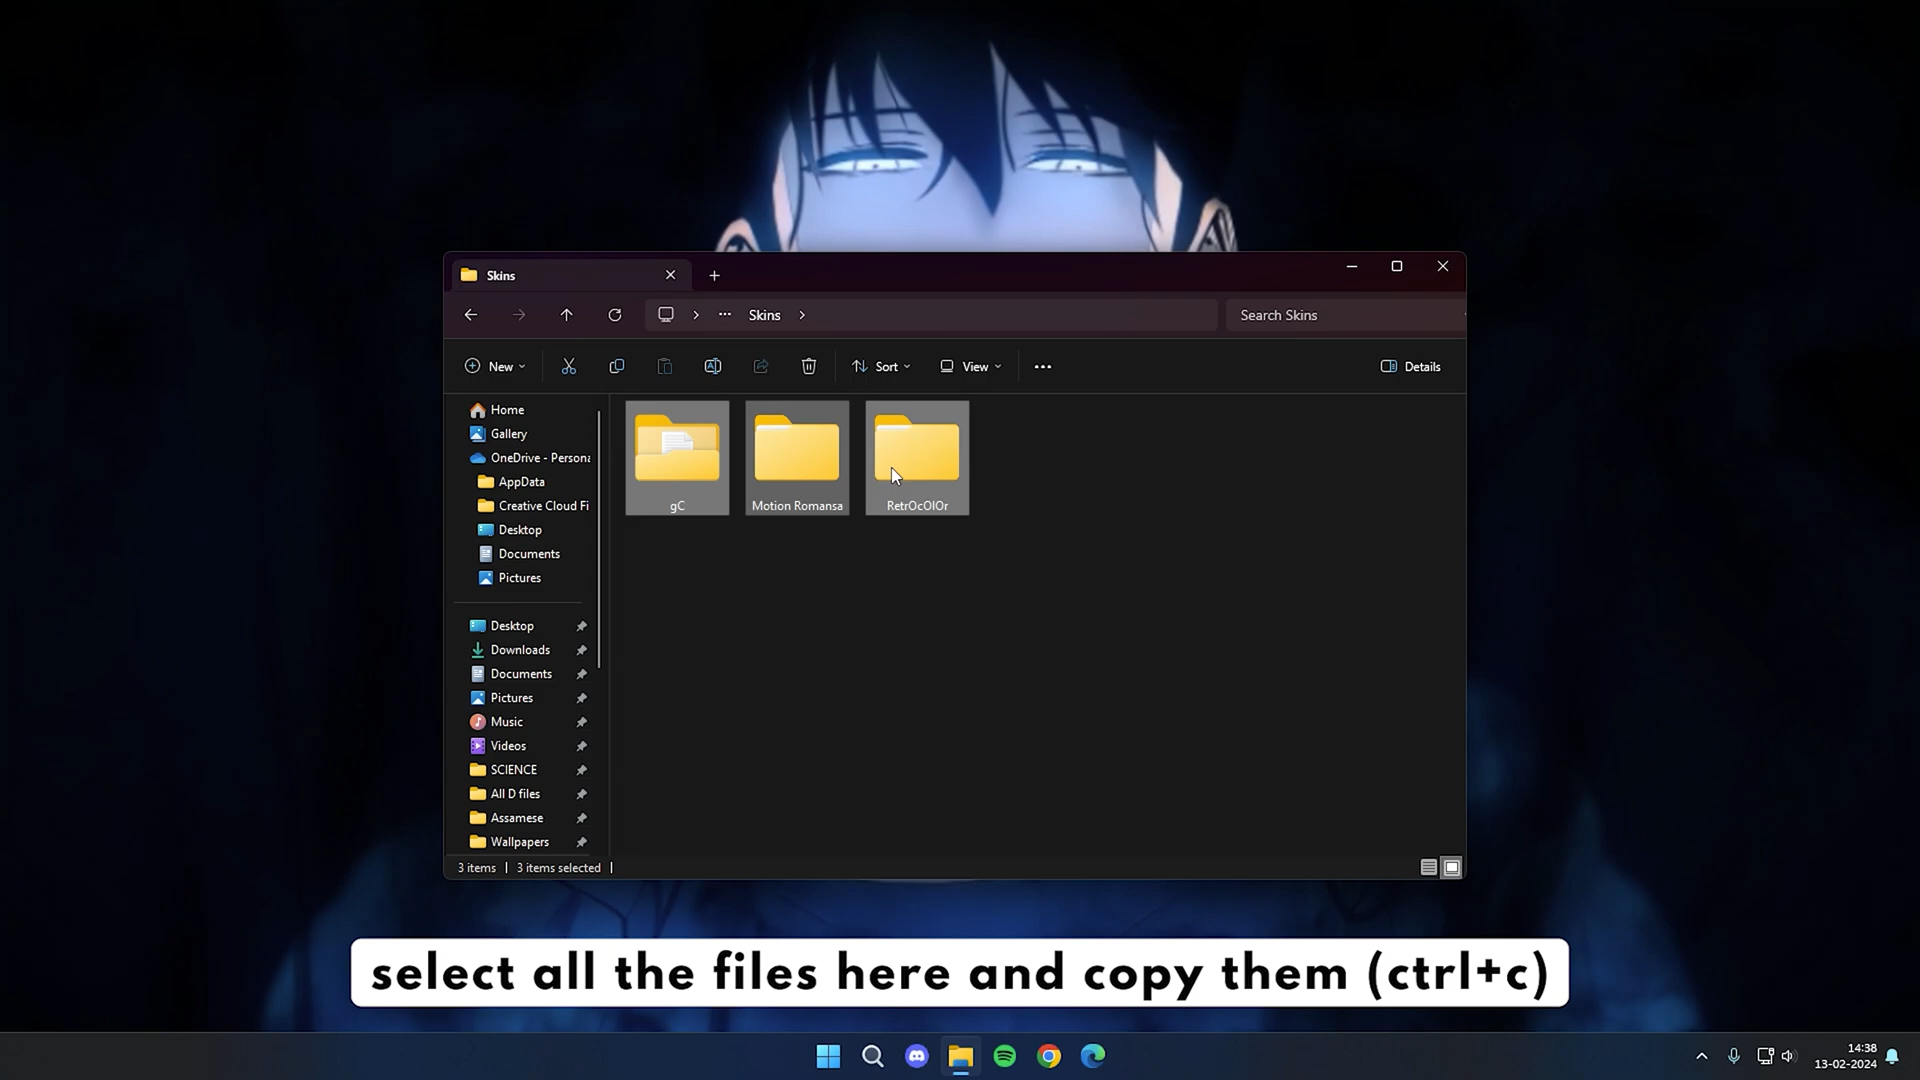 Skins
Skins
Search Skins
New
Sort
View
Details
Home
Gallery
OneDrive - Persona
AppData
Creative Cloud Fi
Desktop
Documents
Pictures
Desktop
Downloads
Documents
Pictures
Music
Videos
SCIENCE
All D files
Assamese
Wallpapers
gC
Motion Romansa
RetrOcOlOr
3 items
3 items selected
select all the files here and copy them (ctrl+c)
14:38
13-02-2024